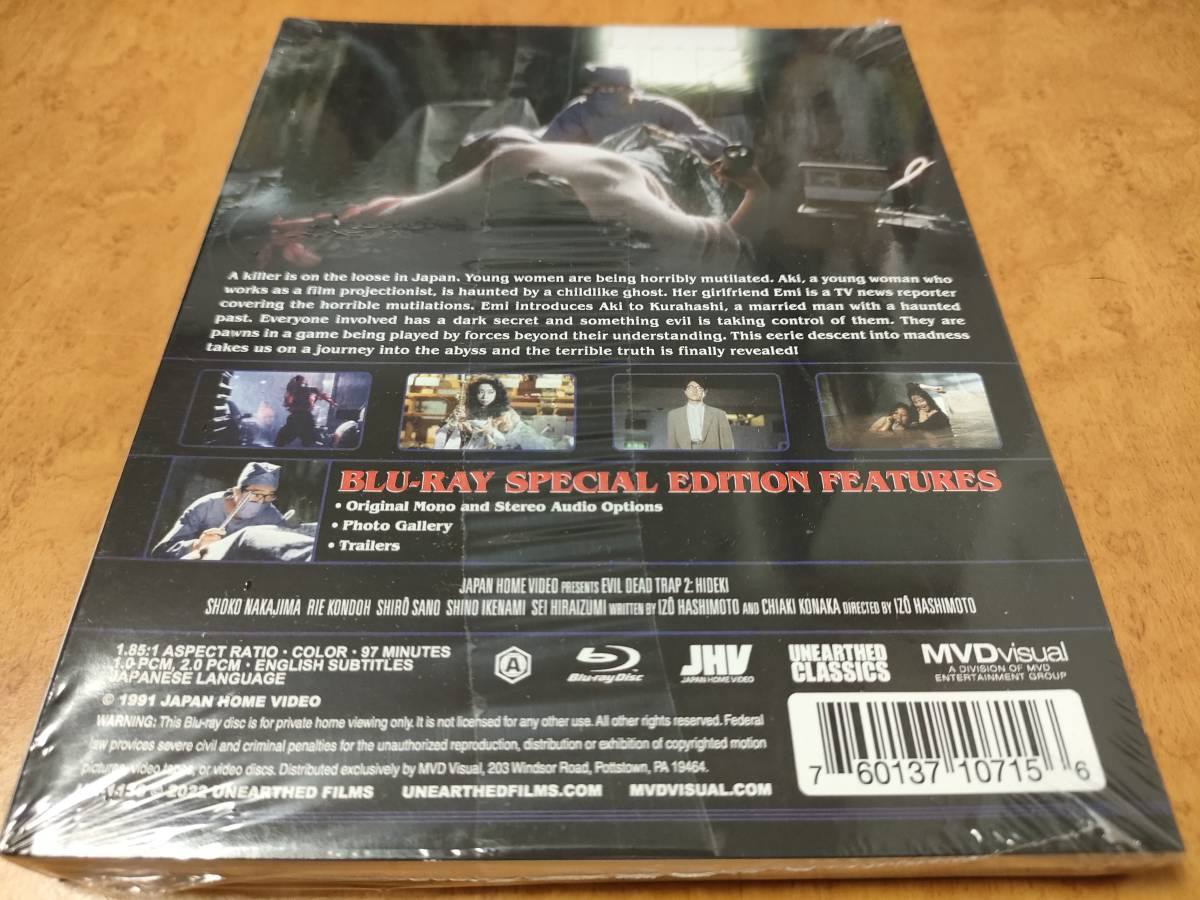 A killer is on the loose in Japan. Young women are being horribly mutilated. Aki, a young woman who
works as a film projectionist, is haunted by a childlike ghost. Her girlfriend Emi is a TV news reporter
covering the horrible mutilations. Emi introduces Aki to Kurahashi, a married man with a haunted
past. Everyone involved has a dark secret and something evil is taking control of them. They are
pawns in a game being played by forces beyond their understanding. This eerie descent into madness
takes us on a journey into the abyss and the terrible truth is finally revealed!
BLU-RAY SPECIAL EDITION FEATURES
• Original Mono and Stereo Audio Options
• Photo Gallery
• Trailers
JAPAN HOME VIDEO PRESENTS EVIL DEAD TRAP 2: HIDEKI
SHOKO NAKAJIMA RIE KONDOH SHIRÔ SANO SHINO IKENAMI SEI HIRAIZUMI WRITTEN BY IZÔ HASHIMOTO AND CHIAKI KONAKA DIRECTED BY IZÔ HASHIMOTO
1.85:1 ASPECT RATIO • COLOR • 97 MINUTES
1.0 PCM, 2.0 PCM • ENGLISH SUBTITLES
JAPANESE LANGUAGE
A
Blu-ray Disc
JHV
JAPAN HOME VIDEO
UNEARTHED
CLASSICS
MVDvisual
A DIVISION OF MVD
ENTERTAINMENT GROUP
© 1991 JAPAN HOME VIDEO
WARNING: This Blu-ray disc is for private home viewing only. It is not licensed for any other use. All other rights reserved. Federal
law provices severe civil and criminal penalties for the unauthorized reproduction, distribution or exhibition of copyrighted motion
pictures, video tapes, or video discs. Distributed exclusively by MVD Visual, 203 Windsor Road, Pottstown, PA 19464.
© 2022 UNEARTHED FILMS UNEARTHEDFILMS.COM MVDVISUAL.COM
7 60137 10715 6